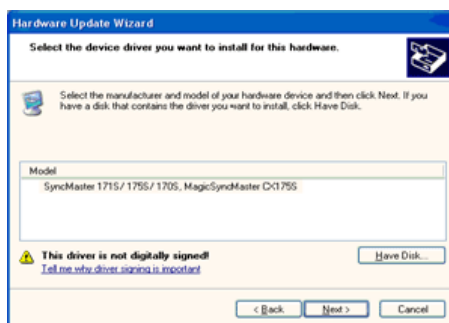 Hardware Update Wizard
Select the device driver you want to install for this hardware.
Select the manufacturer and model of your hardware device and then click Next. If you
have a disk that contains the driver you want to install, click Have Disk.
Model
SyncMaster 171S/ 175S/ 170S, MagicSyncMaster CX175S
This driver is not digitally signed!
Tell me why driver signing is important
Have Disk...
< Back
Next >
Cancel